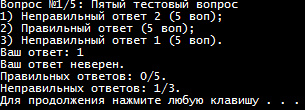 Вопрос №1/5: Пятый тестовый вопрос
1) Неправильный ответ 2 (5 воп);
2) Правильный ответ (5 воп);
3) Неправильный ответ 1 (5 воп).
Ваш ответ: 1
Ваш ответ неверен.
Правильных ответов: 0/5.
Неправильных ответов: 1/3.
Для продолжения нажмите любую клавишу . . .